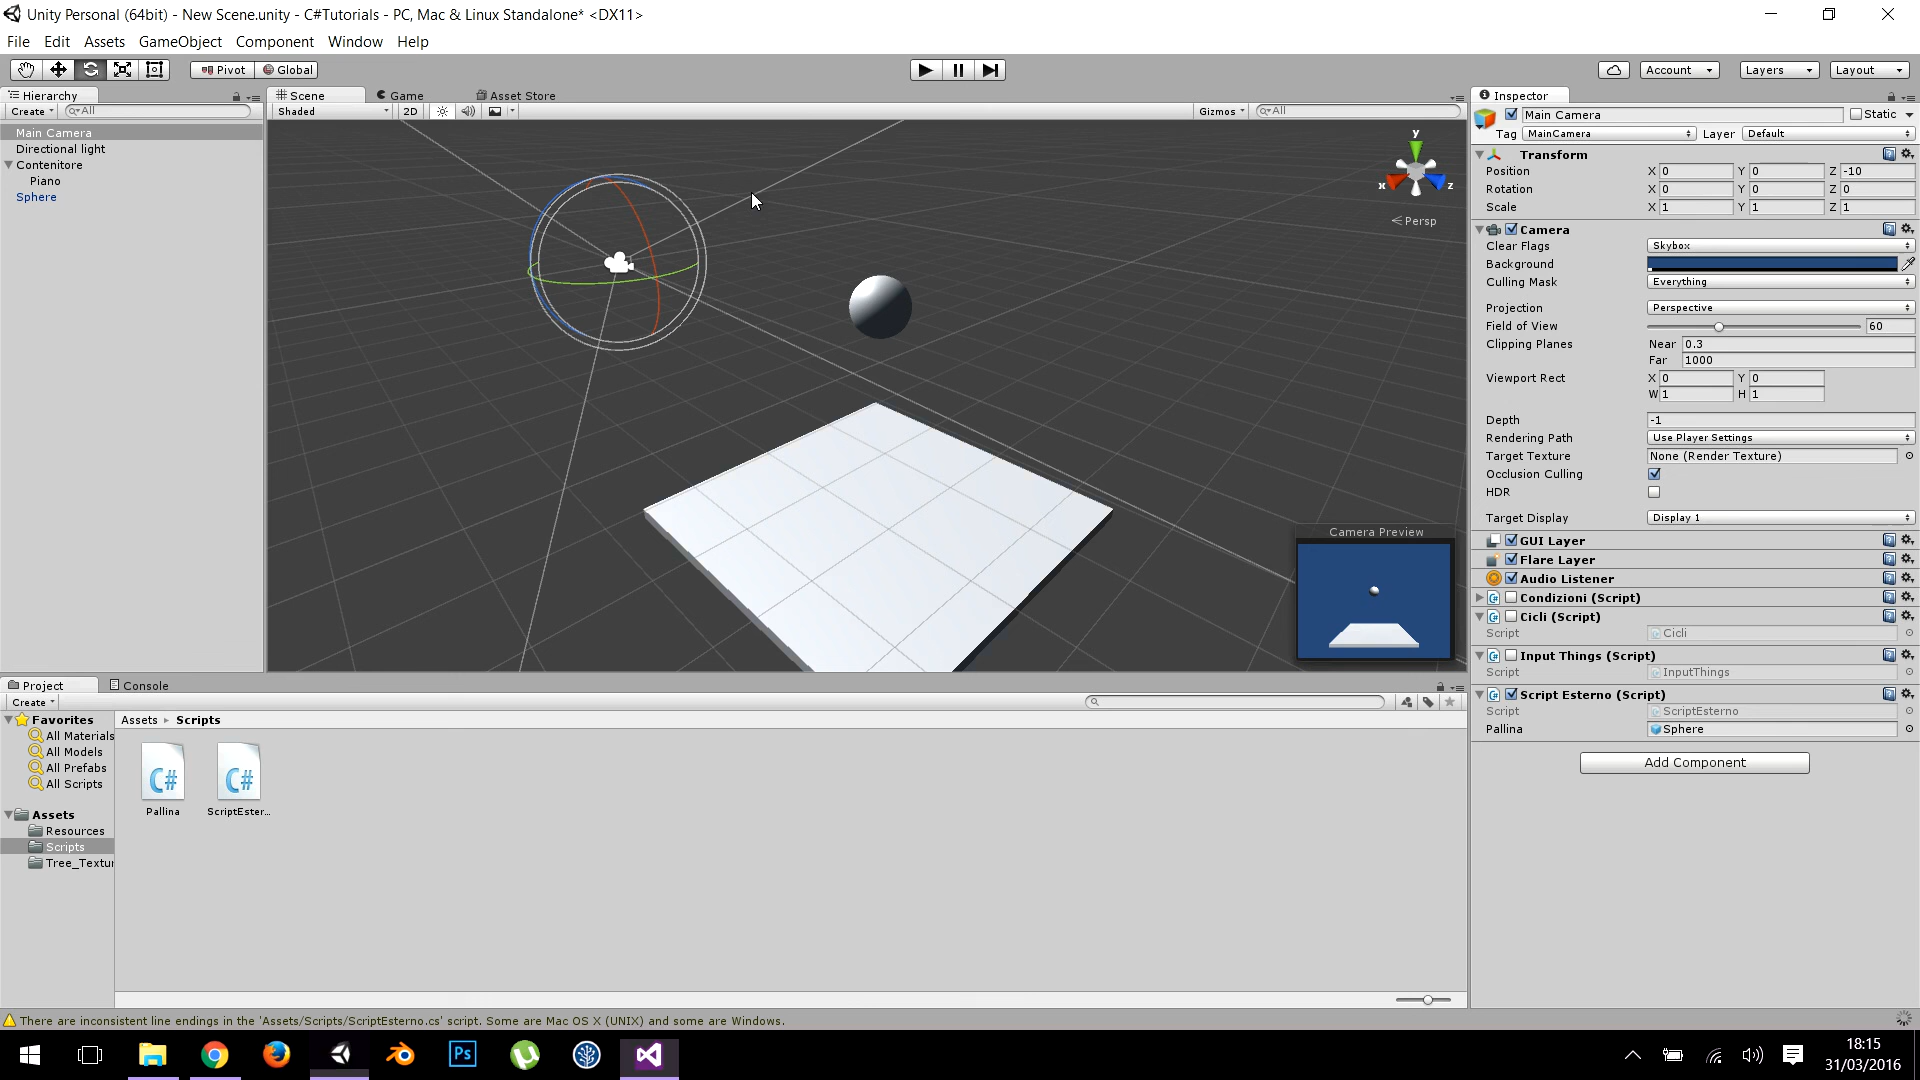 Unity Personal (64bit) - New Scene.unity - C#Tutorials - PC, Mac & Linux Standalone* <DX11>
File Edit Assets GameObject Component Window Help
Pivot Global Account Layers Layout
Hierarchy
Create All
Main Camera
Directional light
Contenitore
Piano
Sphere
Scene Game Asset Store
Shaded 2D Gizmos All
y
x z
Persp
Camera Preview
Inspector
Main Camera Static
Tag MainCamera Layer Default
Transform
Position X 0 Y 0 Z -10
Rotation X 0 Y 0 Z 0
Scale X 1 Y 1 Z 1
Camera
Clear Flags Skybox
Background
Culling Mask Everything
Projection Perspective
Field of View 60
Clipping Planes Near 0.3
Far 1000
Viewport Rect X 0 Y 0
W 1 H 1
Depth -1
Rendering Path Use Player Settings
Target Texture None (Render Texture)
Occlusion Culling
HDR
Target Display Display 1
GUI Layer
Flare Layer
Audio Listener
Condizioni (Script)
Cicli (Script)
Script Cicli
Input Things (Script)
Script InputThings
Script Esterno (Script)
Script ScriptEsterno
Pallina Sphere
Add Component
Project Console
Create
Favorites
All Materials
All Models
All Prefabs
All Scripts
Assets
Resources
Scripts
Tree_Textur
Assets Scripts
C# C#
Pallina ScriptEster...
There are inconsistent line endings in the 'Assets/Scripts/ScriptEsterno.cs' script. Some are Mac OS X (UNIX) and some are Windows.
Ps
18:15
31/03/2016